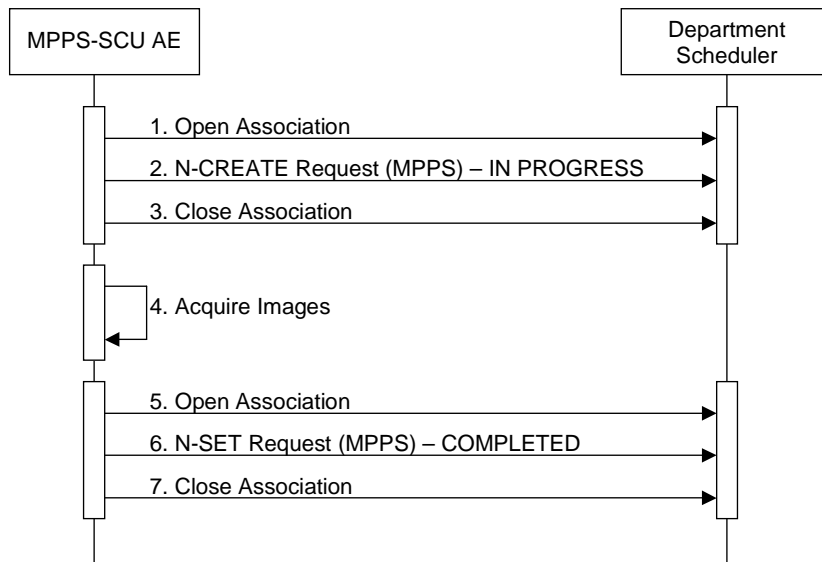 MPPS-SCU AE
Department
Scheduler
1. Open Association
2. N-CREATE Request (MPPS) – IN PROGRESS
3. Close Association
4. Acquire Images
5. Open Association
6. N-SET Request (MPPS) – COMPLETED
7. Close Association